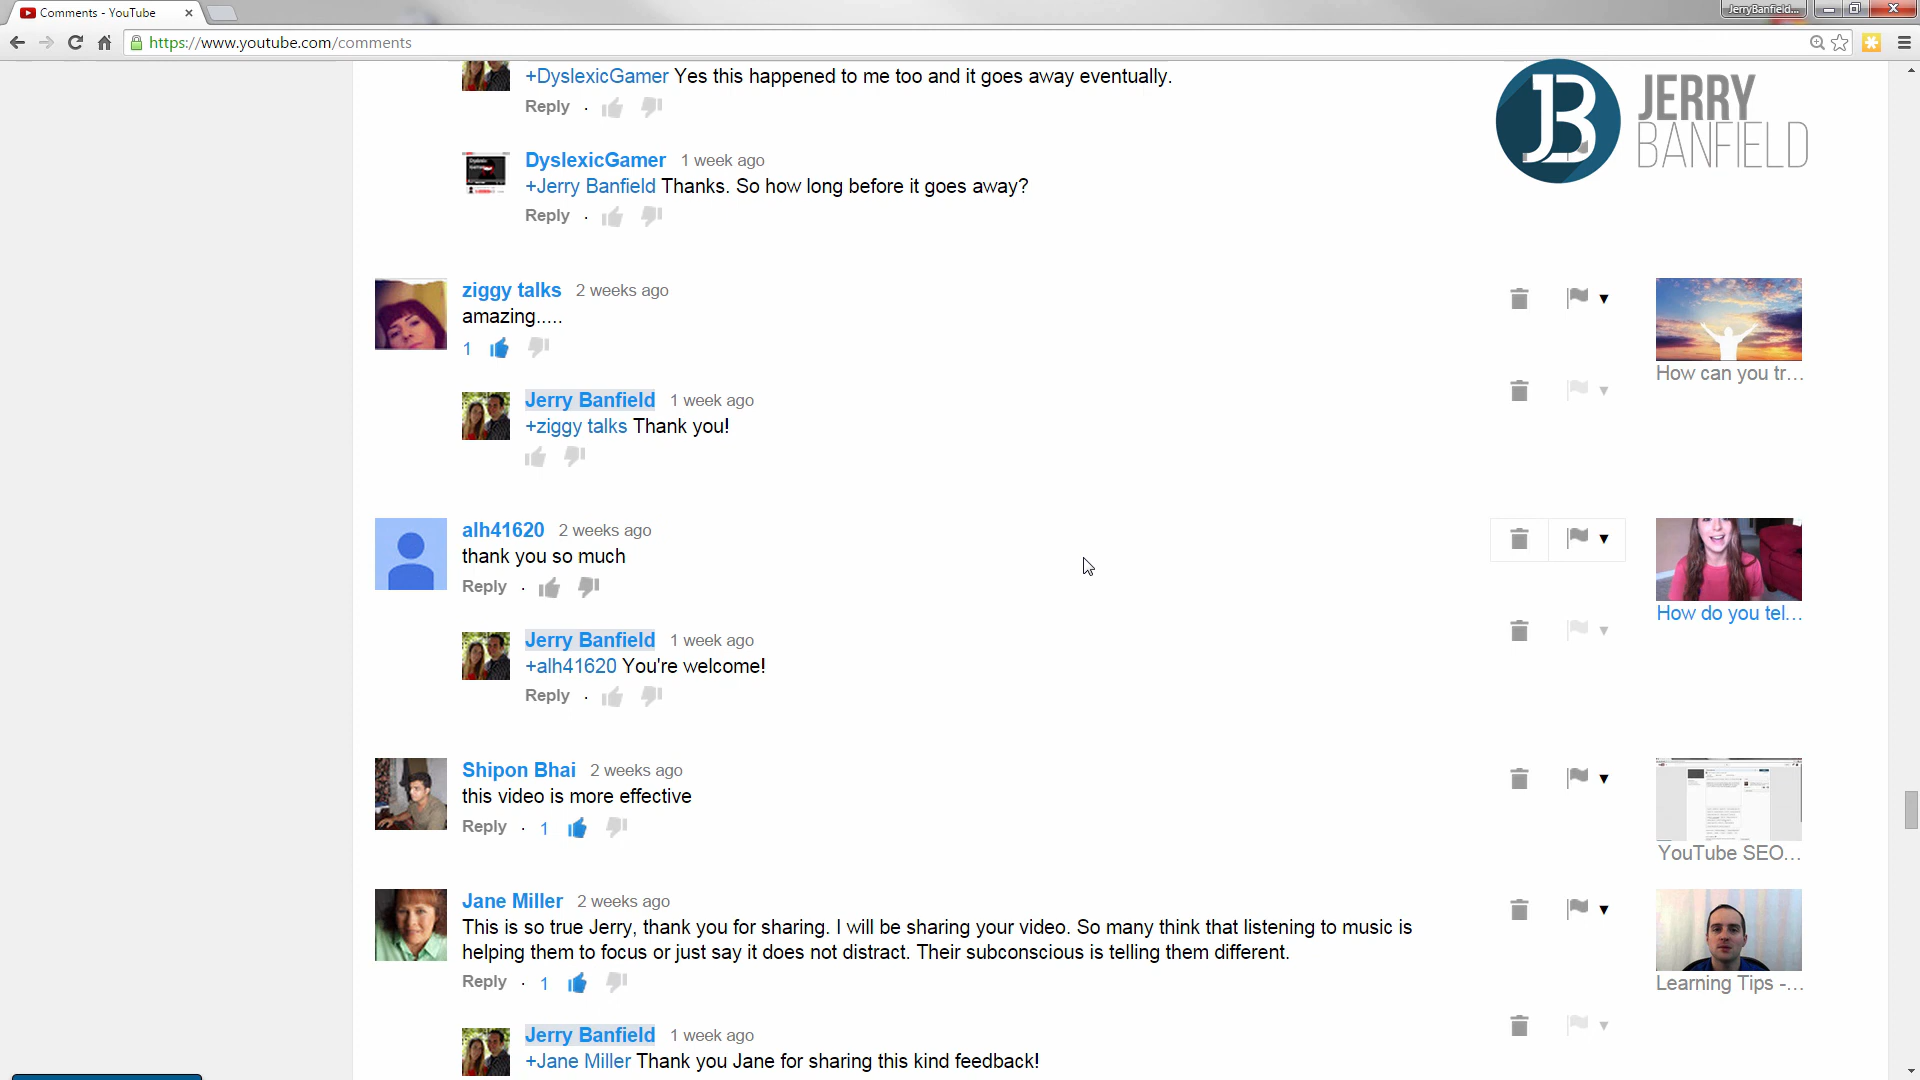 Comments - YouTube
JerryBanfield...
https://www.youtube.com/comments
+DyslexicGamer Yes this happened to me too and it goes away eventually.
Reply .
JB JERRY
BANFIELD
DyslexicGamer 1 week ago
+Jerry Banfield Thanks. So how long before it goes away?
Reply .
ziggy talks 2 weeks ago
amazing.....
1
How can you tr...
Jerry Banfield 1 week ago
+ziggy talks Thank you!
alh41620 2 weeks ago
thank you so much
Reply .
How do you tel...
Jerry Banfield 1 week ago
+alh41620 You're welcome!
Reply .
Shipon Bhai 2 weeks ago
this video is more effective
Reply . 1
YouTube SEO...
Jane Miller 2 weeks ago
This is so true Jerry, thank you for sharing. I will be sharing your video. So many think that listening to music is
helping them to focus or just say it does not distract. Their subconscious is telling them different.
Reply . 1
Learning Tips -...
Jerry Banfield 1 week ago
+Jane Miller Thank you Jane for sharing this kind feedback!